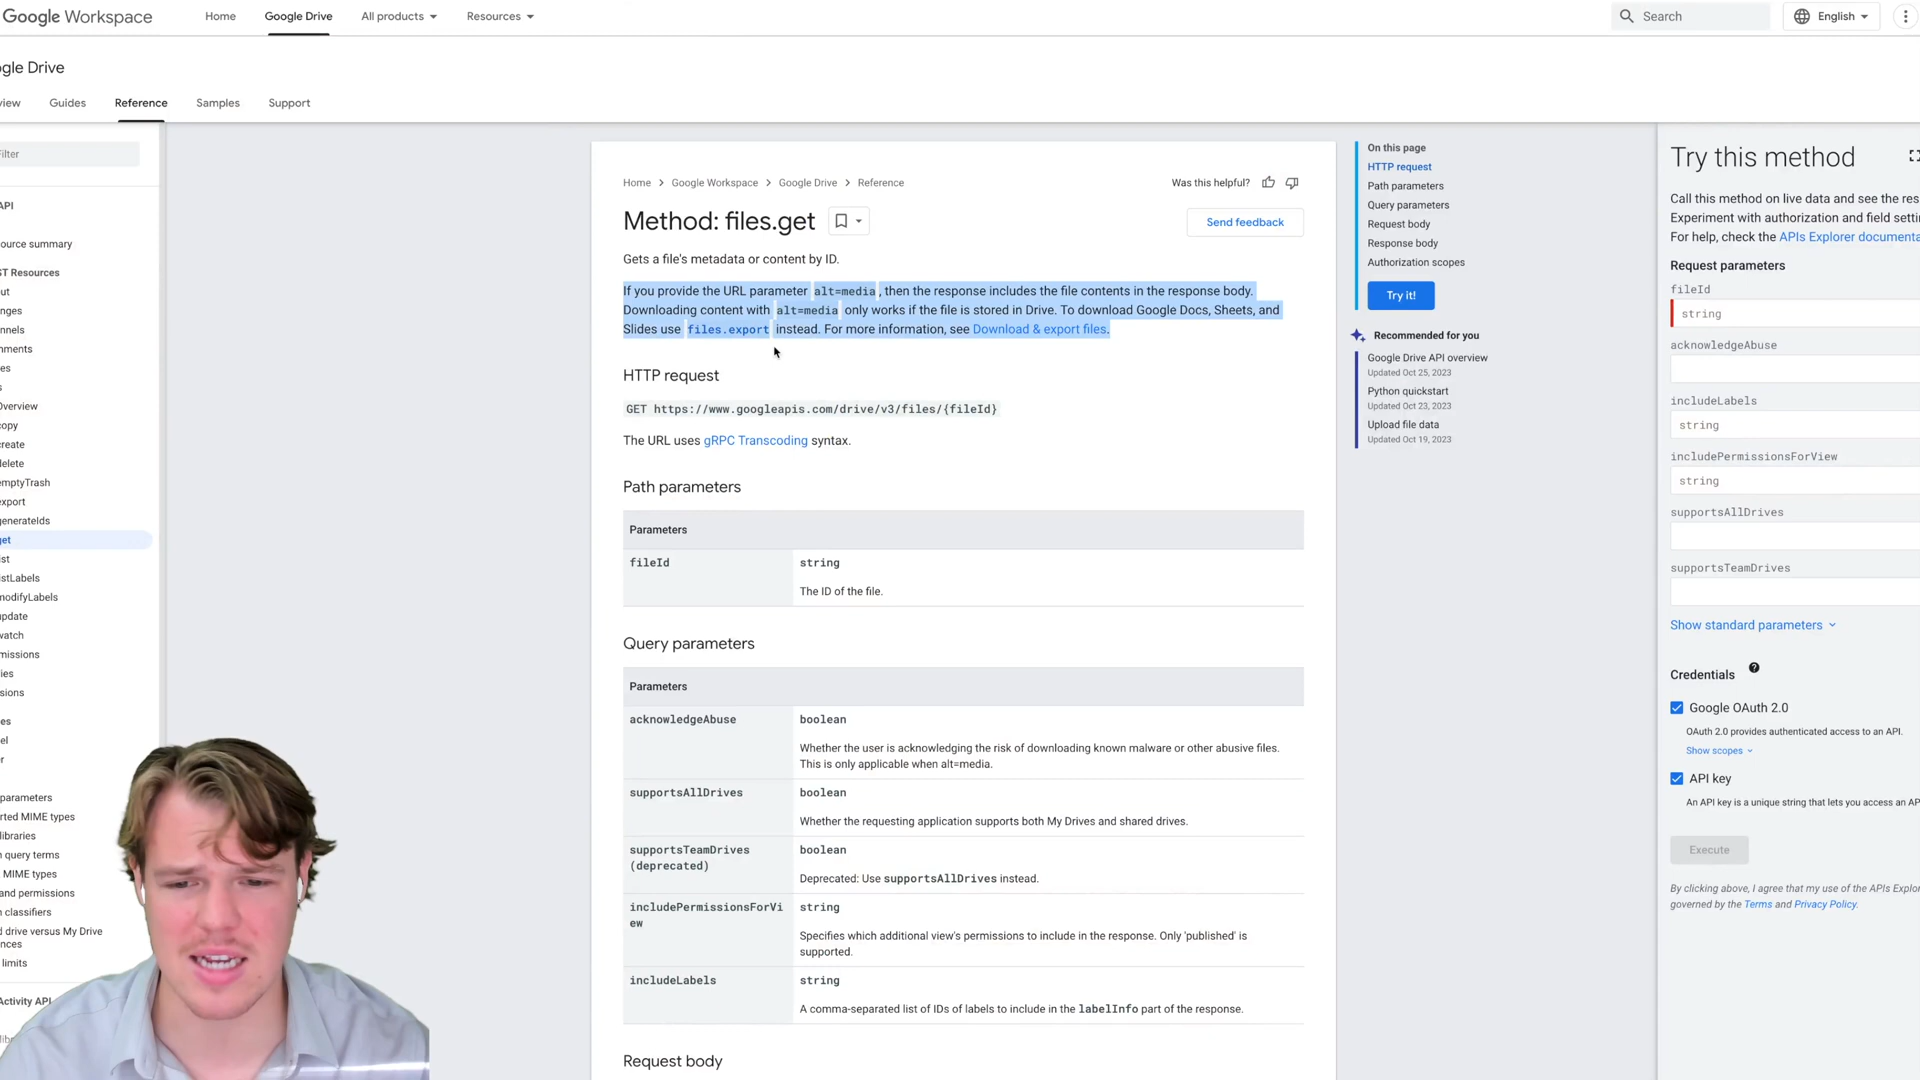 Google Workspace
Home
Google Drive
All products
Resources
Search
English
gle Drive
view
Guides
Reference
Samples
Support
Filter
API
ource summary
ST Resources
ut
nges
nnels
mments
es
s
Overview
copy
create
delete
emptyTrash
export
generateIds
get
ist
istLabels
modifyLabels
update
watch
missions
ies
sions
es
el
r
parameters
rted MIME types
libraries
n query terms
MIME types
and permissions
n classifiers
d drive versus My Drive
nces
limits
Activity API
Home > Google Workspace > Google Drive > Reference
Was this helpful?
Method: files.get
Send feedback
Gets a file's metadata or content by ID.
If you provide the URL parameter alt=media, then the response includes the file contents in the response body.
Downloading content with alt=media only works if the file is stored in Drive. To download Google Docs, Sheets, and
Slides use files.export instead. For more information, see Download & export files.
HTTP request
GET https://www.googleapis.com/drive/v3/files/{fileId}
The URL uses gRPC Transcoding syntax.
Path parameters
Parameters
fileId
string
The ID of the file.
Query parameters
Parameters
acknowledgeAbuse
boolean
Whether the user is acknowledging the risk of downloading known malware or other abusive files.
This is only applicable when alt=media.
supportsAllDrives
boolean
Whether the requesting application supports both My Drives and shared drives.
supportsTeamDrives
(deprecated)
boolean
Deprecated: Use supportsAllDrives instead.
includePermissionsForVi
ew
string
Specifies which additional view's permissions to include in the response. Only 'published' is
supported.
includeLabels
string
A comma-separated list of IDs of labels to include in the labelInfo part of the response.
Request body
On this page
HTTP request
Path parameters
Query parameters
Request body
Response body
Authorization scopes
Try it!
Recommended for you
Google Drive API overview
Updated Oct 25, 2023
Python quickstart
Updated Oct 23, 2023
Upload file data
Updated Oct 19, 2023
Try this method
Call this method on live data and see the res
Experiment with authorization and field setti
For help, check the APIs Explorer documenta
Request parameters
fileId
string
acknowledgeAbuse
includeLabels
string
includePermissionsForView
string
supportsAllDrives
supportsTeamDrives
Show standard parameters
Credentials
Google OAuth 2.0
OAuth 2.0 provides authenticated access to an API.
Show scopes
API key
An API key is a unique string that lets you access an AP
Execute
By clicking above, I agree that my use of the APIs Explor
governed by the Terms and Privacy Policy.